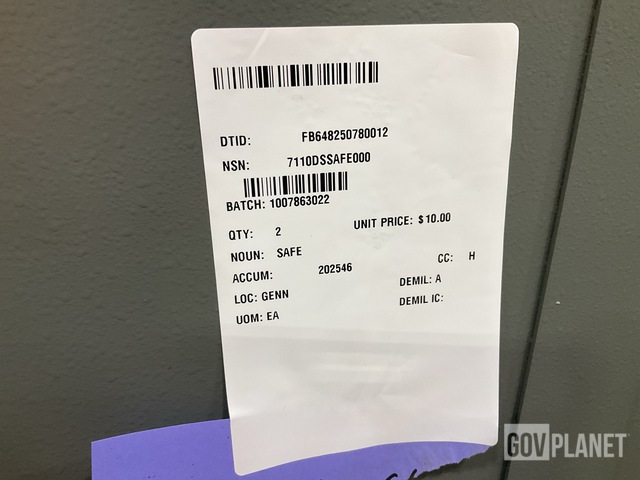 DTID: FB648250780012
NSN: 7110DSSAFE000
BATCH: 1007863022
QTY: 2 UNIT PRICE: $10.00
NOUN: SAFE
ACCUM: 202546 CC: H
LOC: GENN DEMIL: A
UOM: EA DEMIL IC:
GOVPLANET